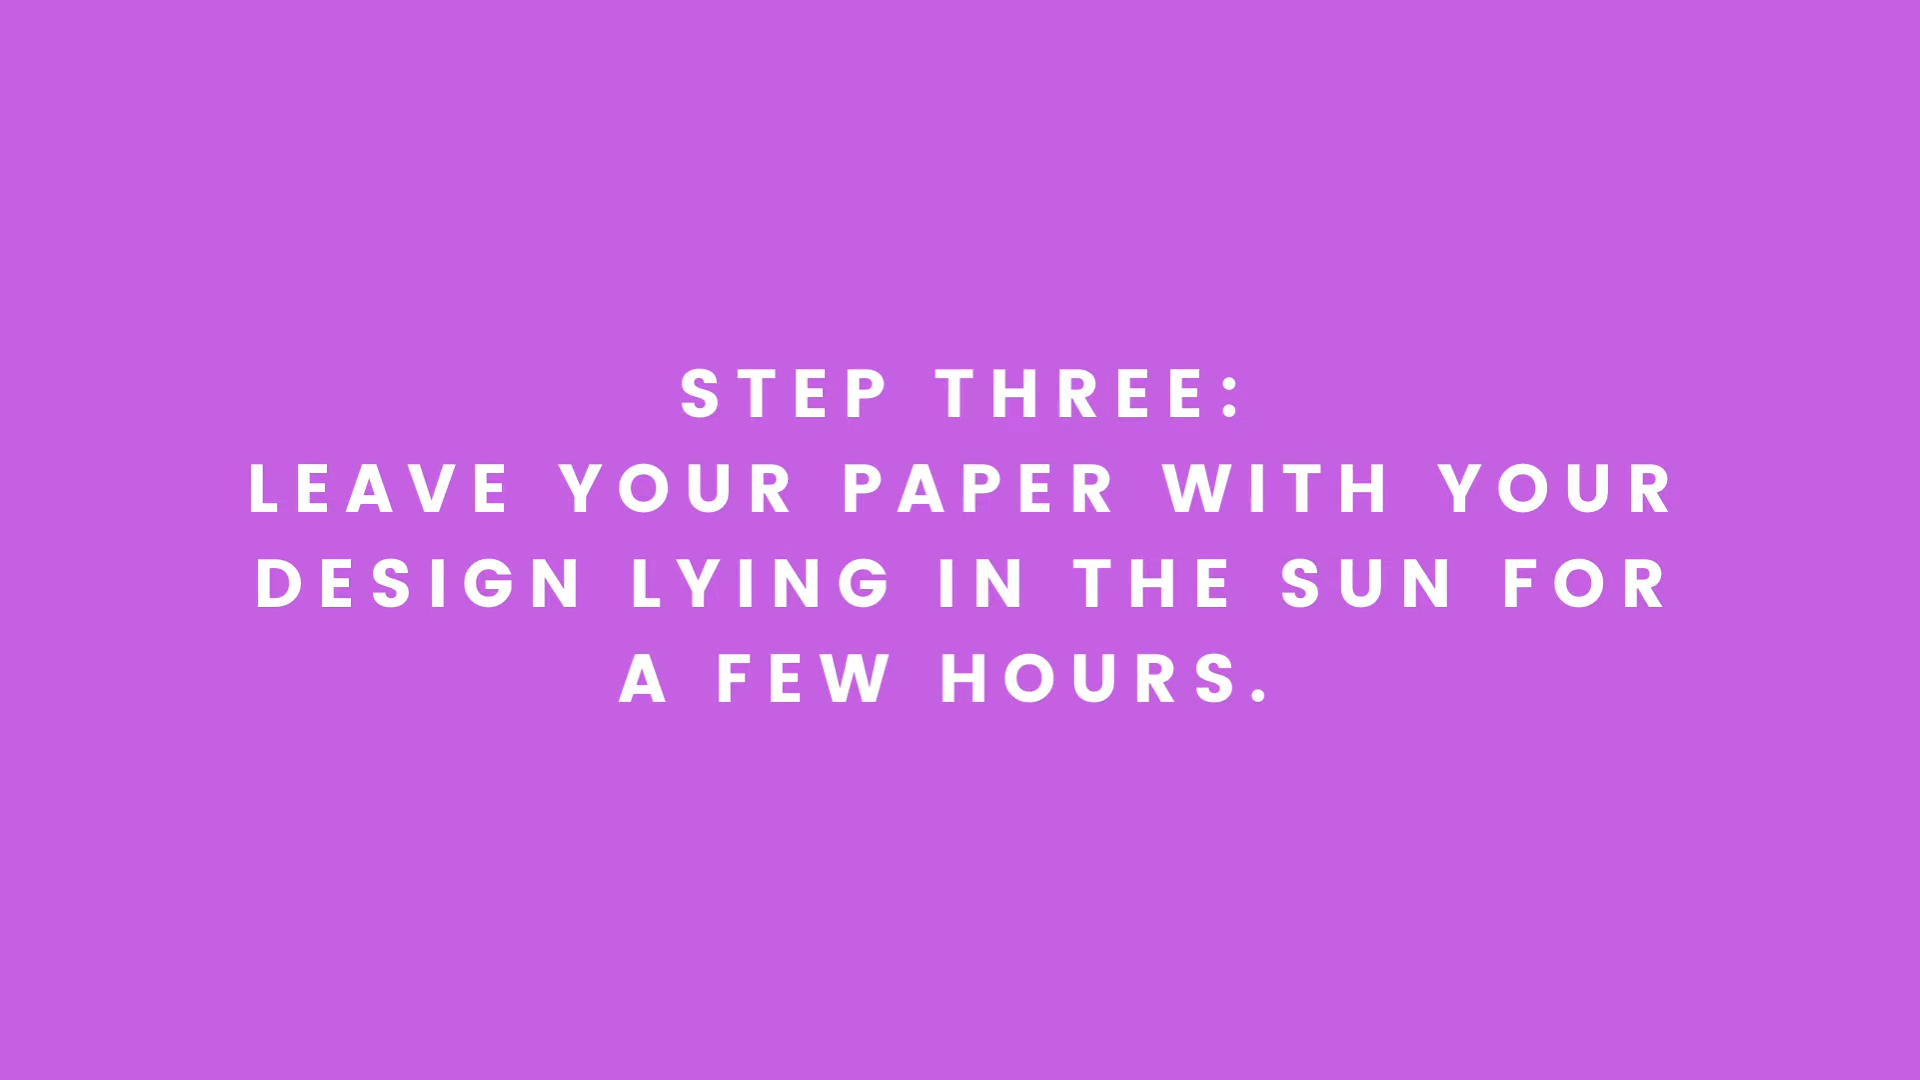 STEP THREE:
LEAVE YOUR PAPER WITH YOUR
DESIGN LYING IN THE SUN FOR
A FEW HOURS.